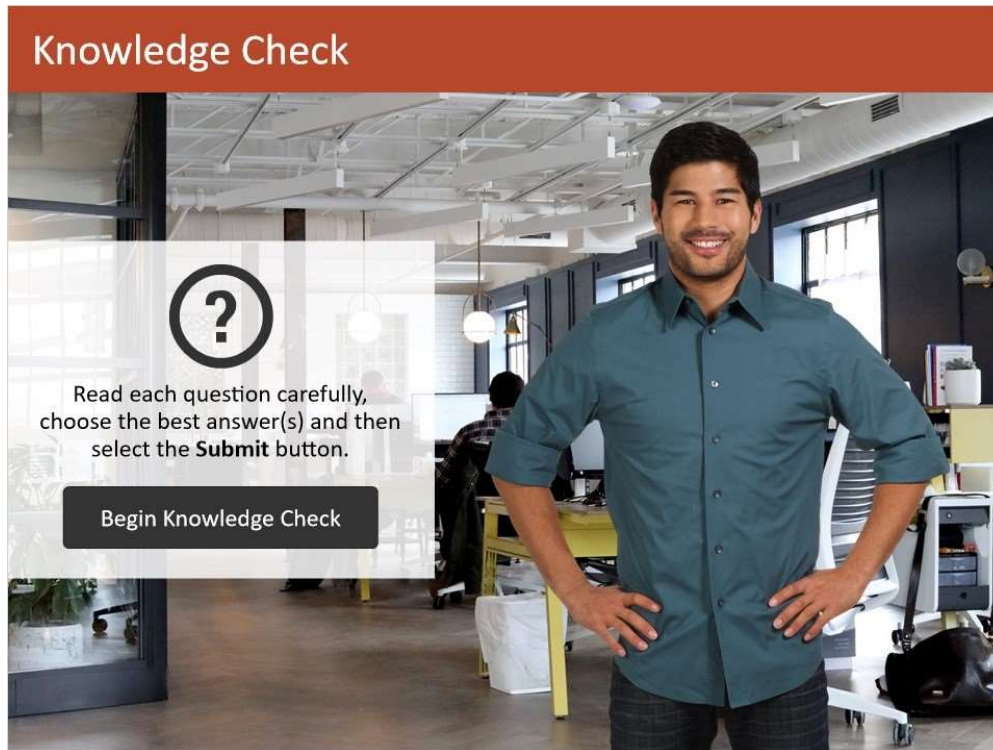 Knowledge Check
?
Read each question carefully,
choose the best answer(s) and then
select the Submit button.
Begin Knowledge Check